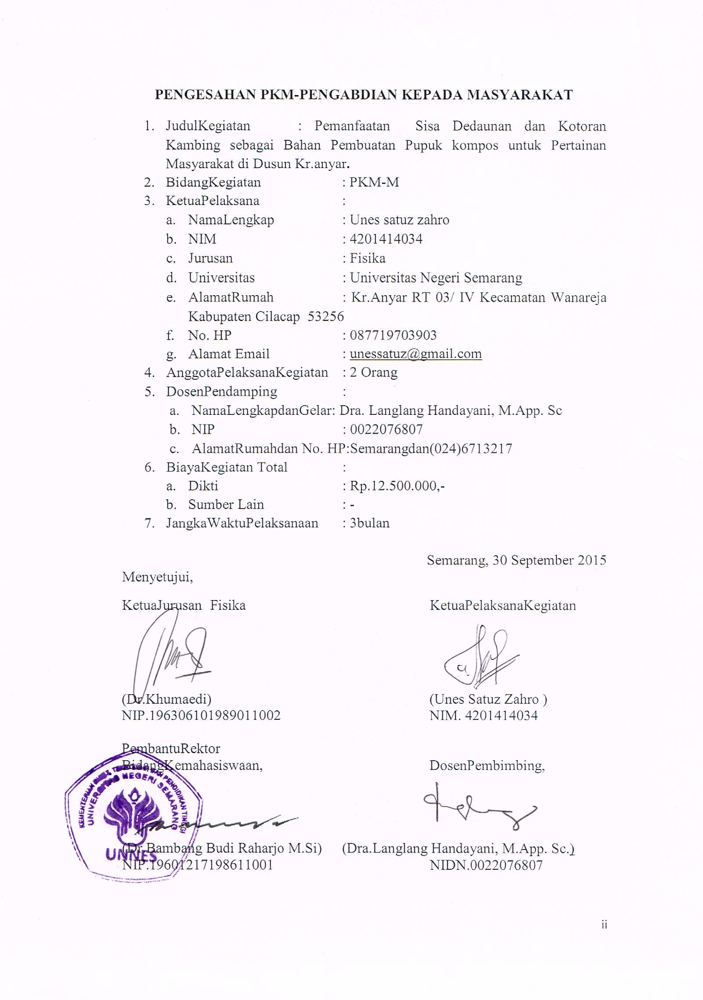 PENGESAHAN PKM-PENGABDIAN KEPADA MASYARAKAT
1. JudulKegiatan : Pemanfaatan Sisa Dedaunan dan Kotoran
Kambing sebagai Bahan Pembuatan Pupuk kompos untuk Pertainan
Masyarakat di Dusun Kr.anyar.
2. BidangKegiatan : PKM-M
3. KetuaPelaksana :
a. NamaLengkap : Unes satuz zahro
b. NIM : 4201414034
c. Jurusan : Fisika
d. Universitas : Universitas Negeri Semarang
e. AlamatRumah : Kr.Anyar RT 03/ IV Kecamatan Wanareja
Kabupaten Cilacap 53256
f. No. HP : 087719703903
g. Alamat Email : unessatuz@gmail.com
4. AnggotaPelaksanaKegiatan : 2 Orang
5. DosenPendamping :
a. NamaLengkapdanGelar: Dra. Langlang Handayani, M.App. Sc
b. NIP : 0022076807
c. AlamatRumahdan No. HP:Semarangdan(024)6713217
6. BiayaKegiatan Total :
a. Dikti : Rp.12.500.000,-
b. Sumber Lain : -
7. JangkaWaktuPelaksanaan : 3bulan
Semarang, 30 September 2015
Menyetujui,
KetuaJurusan Fisika KetuaPelaksanaKegiatan
(Dr.Khumaedi) (Unes Satuz Zahro )
NIP.196306101989011002 NIM. 4201414034
PembantuRektor
BidangKemahasiswaan, DosenPembimbing,
KEMENTERIAN RISET, TEKNOLOGI DAN PENDIDIKAN TINGGI
UNIVERSITAS NEGERI SEMARANG
UNNES
(Dr.Bambang Budi Raharjo M.Si) (Dra.Langlang Handayani, M.App. Sc.)
NIP.19601217198611001 NIDN.0022076807
ii